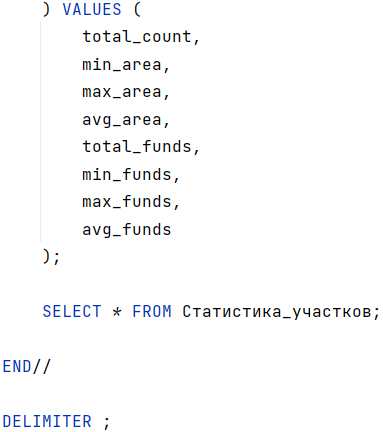 ) VALUES (
total_count,
min_area,
max_area,
avg_area,
total_funds,
min_funds,
max_funds,
avg_funds
);
SELECT * FROM Статистика_участков;
END//
DELIMITER ;